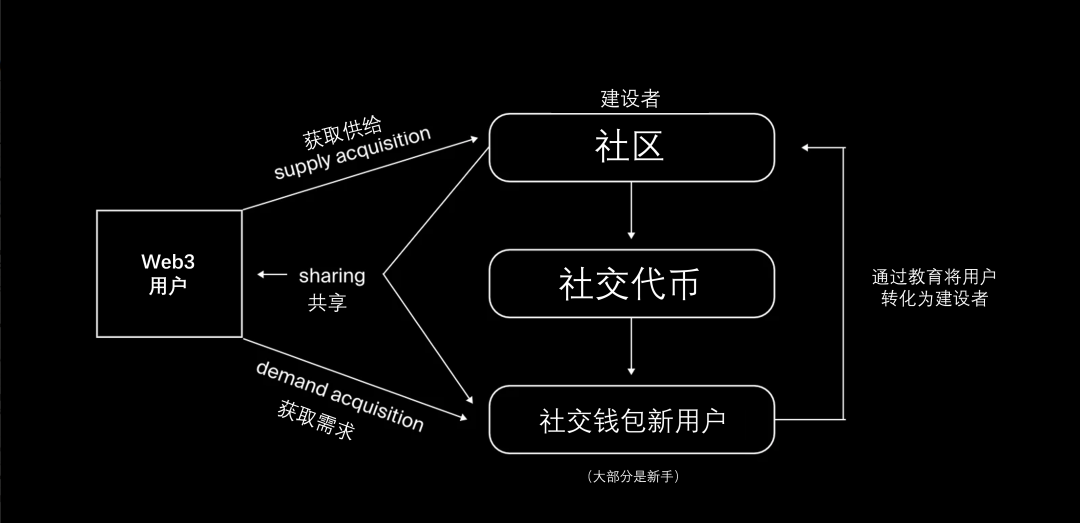 建设者
社区
获取供给
supply acquisition
Web3
用户
sharing
共享
社交代币
通过教育将用户
转化为建设者
demand acquisition
获取需求
社交钱包新用户
(大部分是新手)